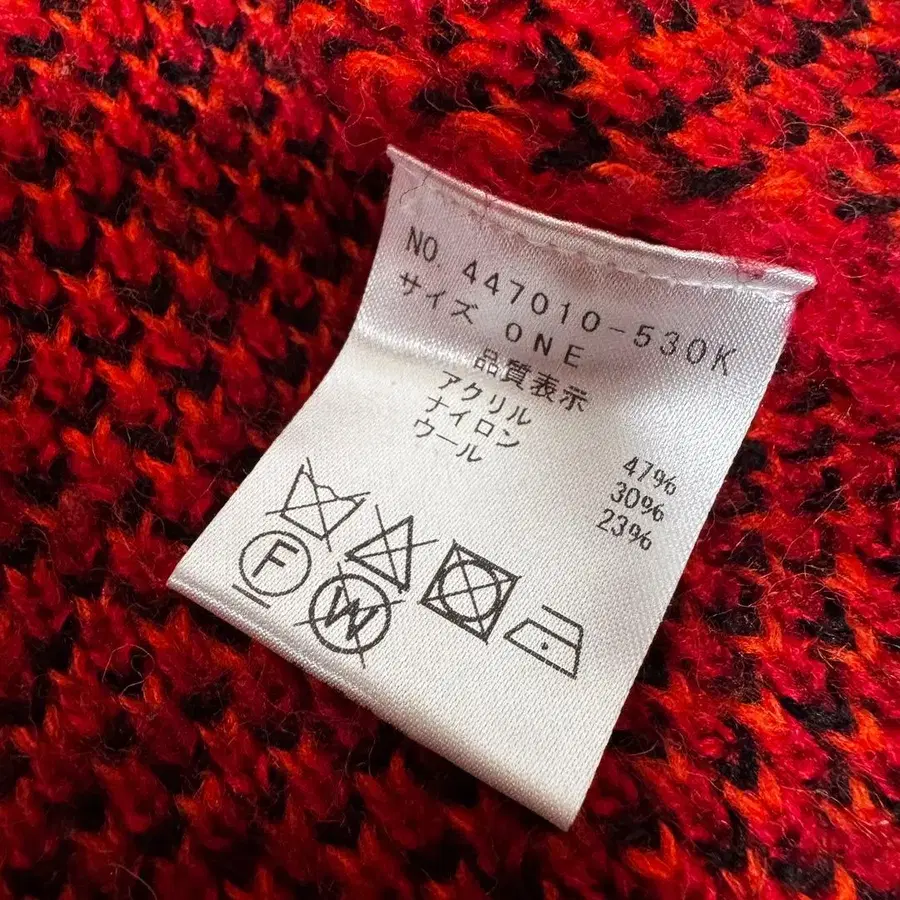 NO. 447010-530K
サイズ ONE
品質表示
アクリル 47%
ナイロン 30%
ウール 23%
F
W